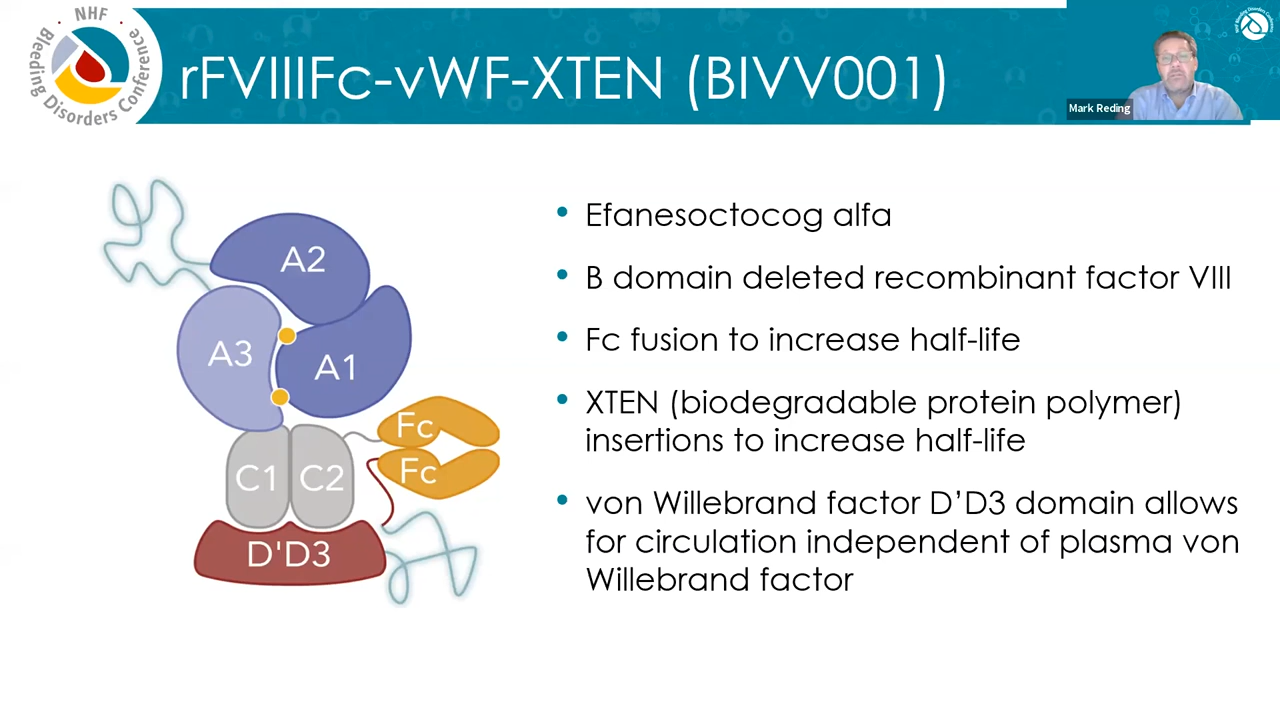 NHF
Bleeding Disorders Conference
rFVIIIFc-vWF-XTEN (BIVV001)
Mark Reding
A2
A3
A1
Fc
Fc
C1
C2
D'D3
• Efanesoctocog alfa
• B domain deleted recombinant factor VIII
• Fc fusion to increase half-life
• XTEN (biodegradable protein polymer)
insertions to increase half-life
• von Willebrand factor D’D3 domain allows
for circulation independent of plasma von
Willebrand factor